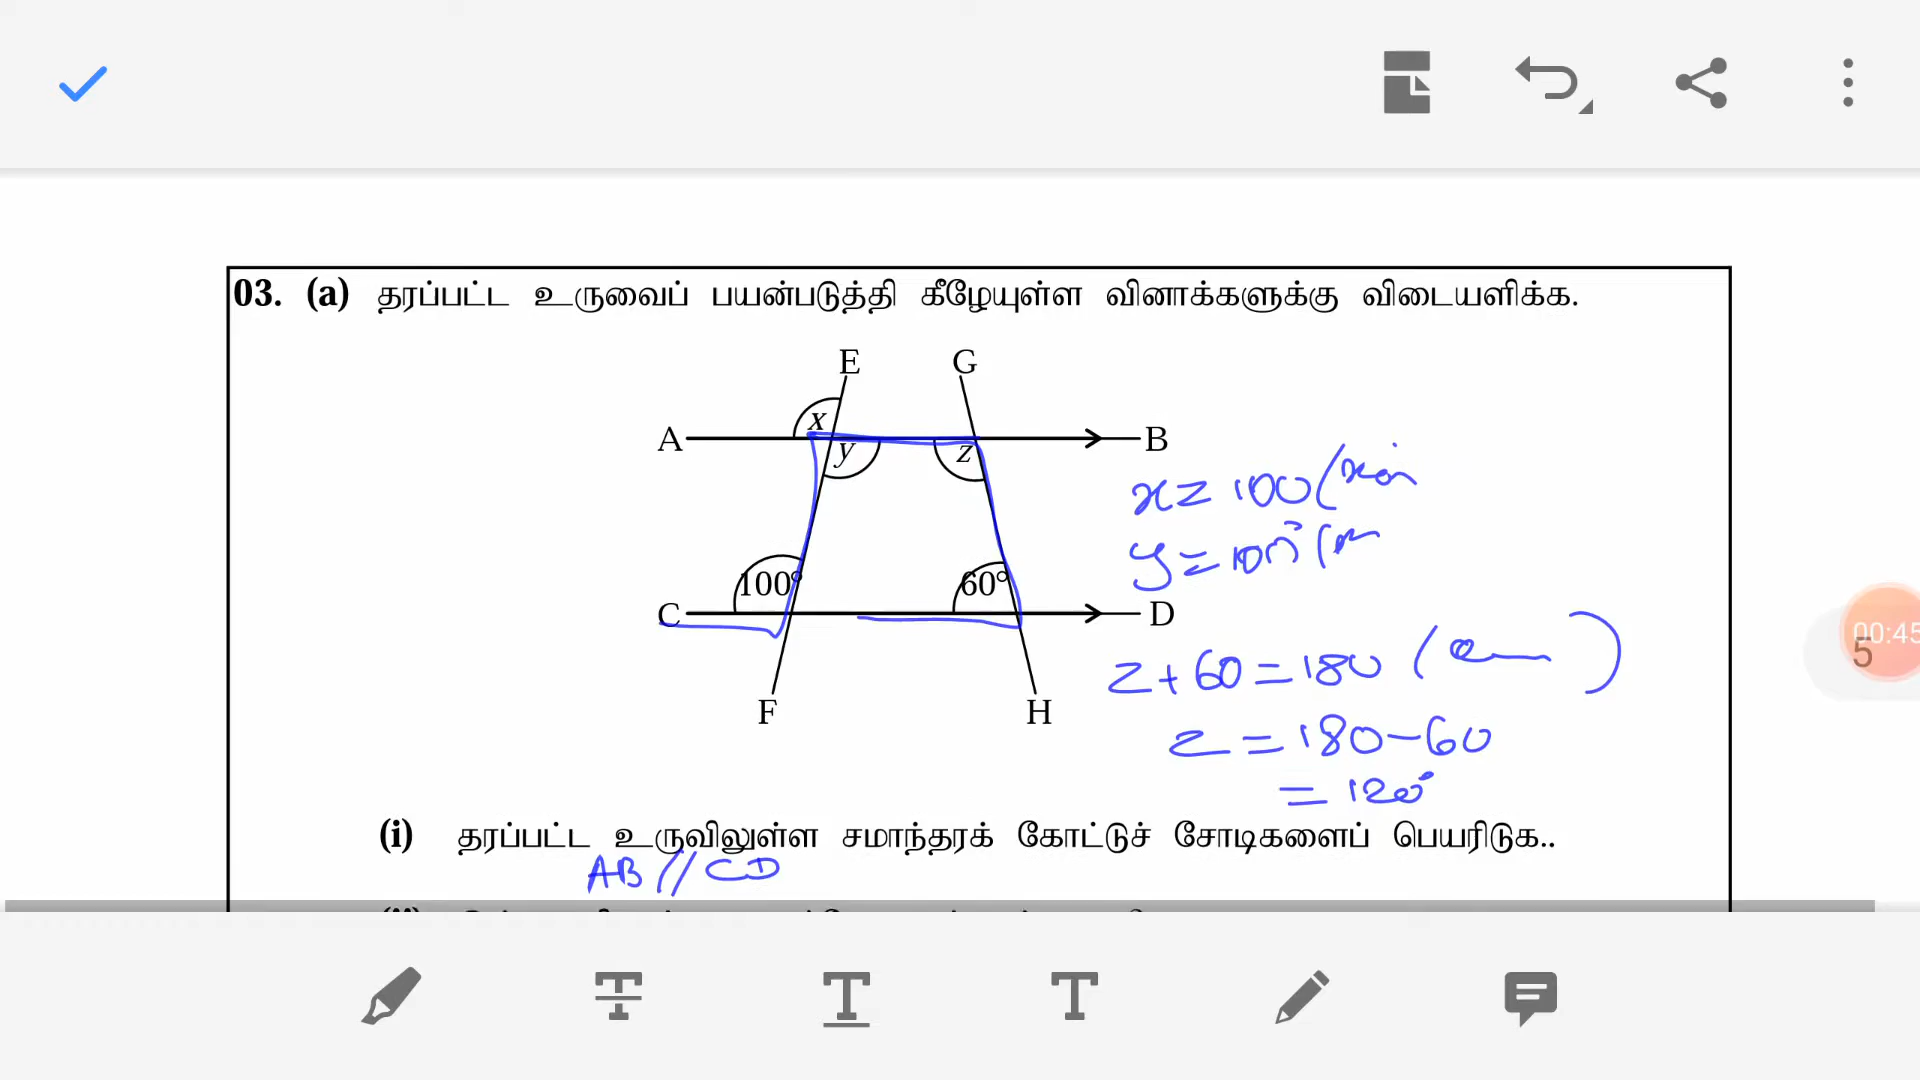 03. (a) தரப்பட்ட உருவைப் பயன்படுத்தி கீழேயுள்ள வினாக்களுக்கு விடையளிக்க.
E G
A x B
y z
x = 100 (
y = 100° (
100° 60°
C D
00:45
5
z + 60 = 180 ( )
F H
z = 180 - 60
= 120°
(i) தரப்பட்ட உருவிலுள்ள சமாந்தரக் கோட்டுச் சோடிகளைப் பெயரிடுக..
AB // CD